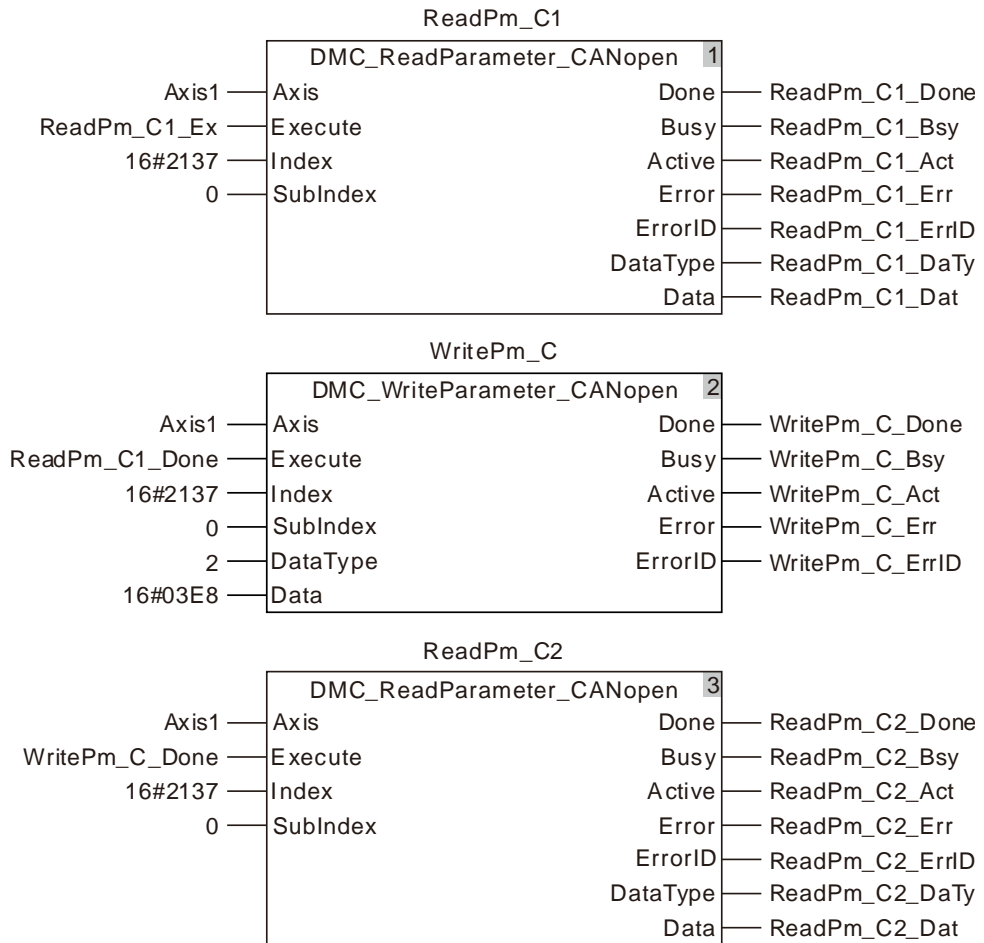 ReadPm_C1
DMC_ReadParameter_CANopen 1
Axis1 Axis Done ReadPm_C1_Done
ReadPm_C1_Ex Execute Busy ReadPm_C1_Bsy
16#2137 Index Active ReadPm_C1_Act
0 SubIndex Error ReadPm_C1_Err
ErrorID ReadPm_C1_ErrID
DataType ReadPm_C1_DaTy
Data ReadPm_C1_Dat
WritePm_C
DMC_WriteParameter_CANopen 2
Axis1 Axis Done WritePm_C_Done
ReadPm_C1_Done Execute Busy WritePm_C_Bsy
16#2137 Index Active WritePm_C_Act
0 SubIndex Error WritePm_C_Err
2 DataType ErrorID WritePm_C_ErrID
16#03E8 Data
ReadPm_C2
DMC_ReadParameter_CANopen 3
Axis1 Axis Done ReadPm_C2_Done
WritePm_C_Done Execute Busy ReadPm_C2_Bsy
16#2137 Index Active ReadPm_C2_Act
0 SubIndex Error ReadPm_C2_Err
ErrorID ReadPm_C2_ErrID
DataType ReadPm_C2_DaTy
Data ReadPm_C2_Dat